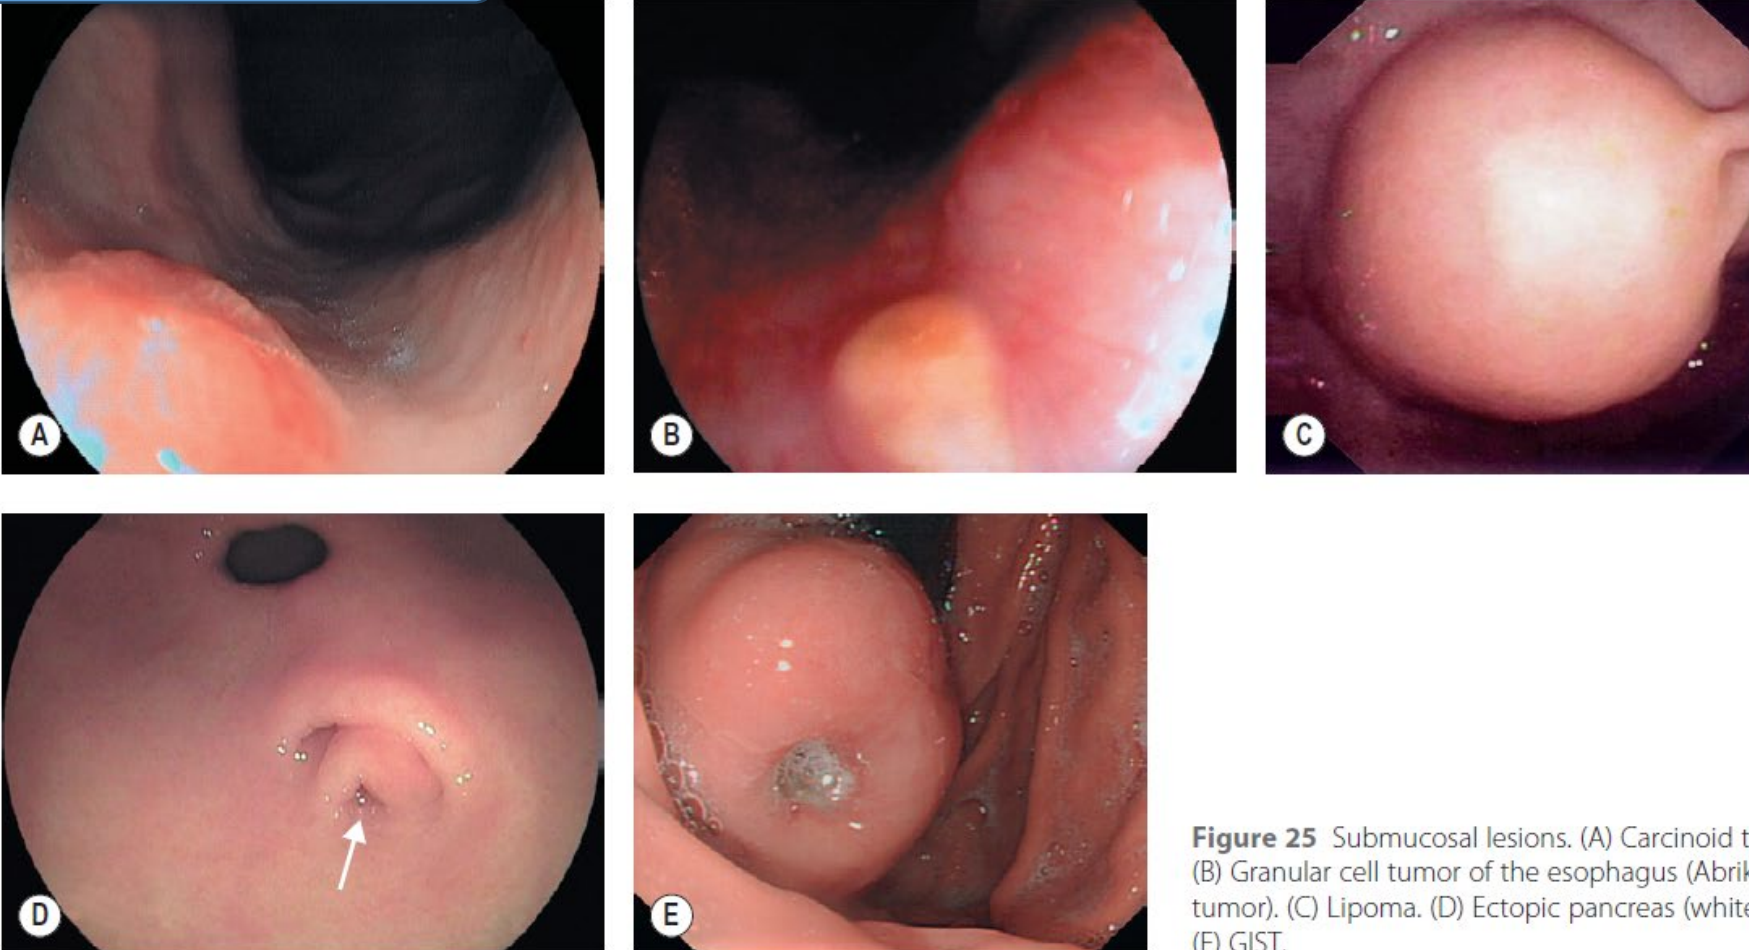 A
B
C
D
E
Figure 25 Submucosal lesions. (A) Carcinoid
(B) Granular cell tumor of the esophagus
tumor). (C) Lipoma. (D) Ectopic pancreas
(E) GIST.